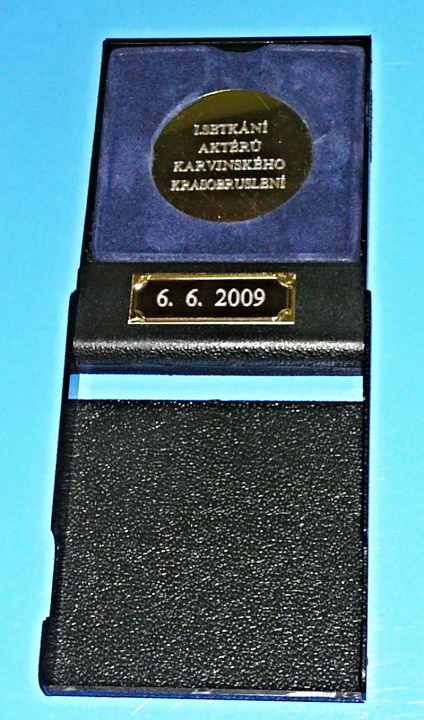 I.SETKÁNÍ
AKTÉRŮ
KARVINSKÉHO
KRASOBRUSLENÍ
6. 6. 2009